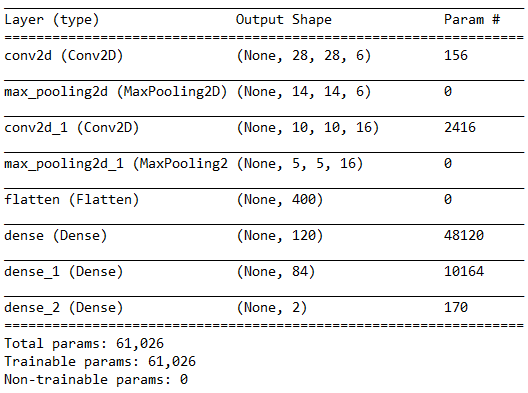 Layer (type) Output Shape Param #
conv2d (Conv2D) (None, 28, 28, 6) 156
max_pooling2d (MaxPooling2D) (None, 14, 14, 6) 0
conv2d_1 (Conv2D) (None, 10, 10, 16) 2416
max_pooling2d_1 (MaxPooling2 (None, 5, 5, 16) 0
flatten (Flatten) (None, 400) 0
dense (Dense) (None, 120) 48120
dense_1 (Dense) (None, 84) 10164
dense_2 (Dense) (None, 2) 170
Total params: 61,026
Trainable params: 61,026
Non-trainable params: 0